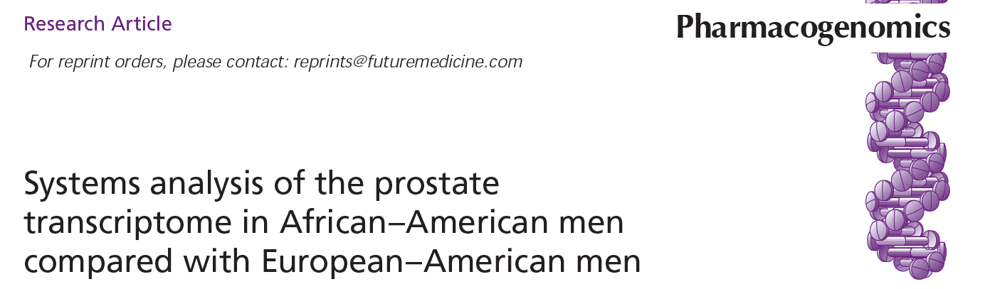 Research Article
Pharmacogenomics
For reprint orders, please contact: reprints@futuremedicine.com
Systems analysis of the prostate
transcriptome in African–American men
compared with European–American men